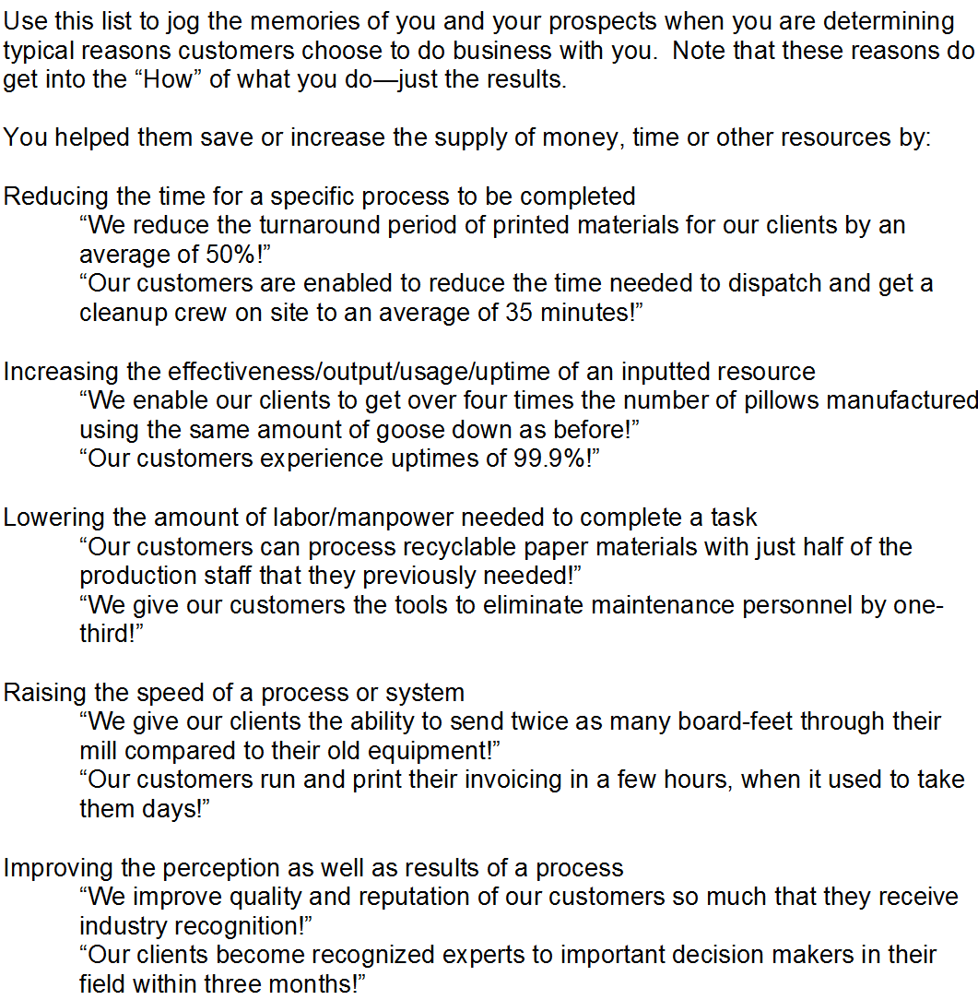 Use this list to jog the memories of you and your prospects when you are determining
typical reasons customers choose to do business with you.  Note that these reasons do
get into the “How” of what you do—just the results.
You helped them save or increase the supply of money, time or other resources by:
Reducing the time for a specific process to be completed
“We reduce the turnaround period of printed materials for our clients by an
average of 50%!”
“Our customers are enabled to reduce the time needed to dispatch and get a
cleanup crew on site to an average of 35 minutes!”
Increasing the effectiveness/output/usage/uptime of an inputted resource
“We enable our clients to get over four times the number of pillows manufactured
using the same amount of goose down as before!”
“Our customers experience uptimes of 99.9%!”
Lowering the amount of labor/manpower needed to complete a task
“Our customers can process recyclable paper materials with just half of the
production staff that they previously needed!”
“We give our customers the tools to eliminate maintenance personnel by one-
third!”
Raising the speed of a process or system
“We give our clients the ability to send twice as many board-feet through their
mill compared to their old equipment!”
“Our customers run and print their invoicing in a few hours, when it used to take
them days!”
Improving the perception as well as results of a process
“We improve quality and reputation of our customers so much that they receive
industry recognition!”
“Our clients become recognized experts to important decision makers in their
field within three months!”